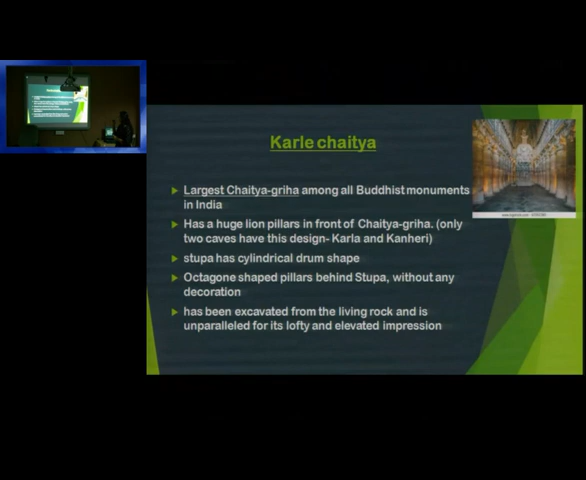 Karle chaitya
Largest Chaitya-griha among all Buddhist monuments
in India
Has a huge lion pillars in front of Chaitya-griha. (only
two caves have this design- Karla and Kanheri)
stupa has cylindrical drum shape
Octagone shaped pillars behind Stupa, without any
decoration
has been excavated from the living rock and is
unparalleled for its lofty and elevated impression